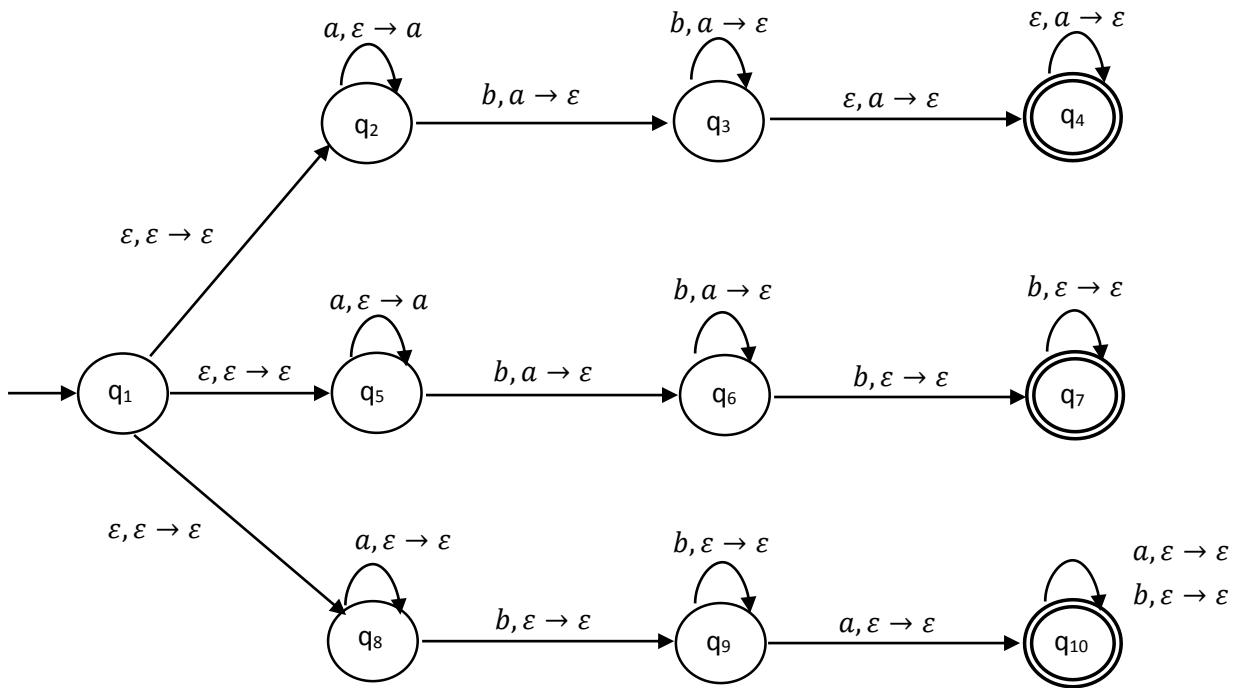 a, ε → a
b, a → ε
ε, a → ε
q₂
b, a → ε
q₃
ε, a → ε
q₄
ε, ε → ε
a, ε → a
b, a → ε
b, ε → ε
q₁
ε, ε → ε
q₅
b, a → ε
q₆
b, ε → ε
q₇
ε, ε → ε
a, ε → ε
b, ε → ε
a, ε → ε
b, ε → ε
q₈
b, ε → ε
q₉
a, ε → ε
q₁₀